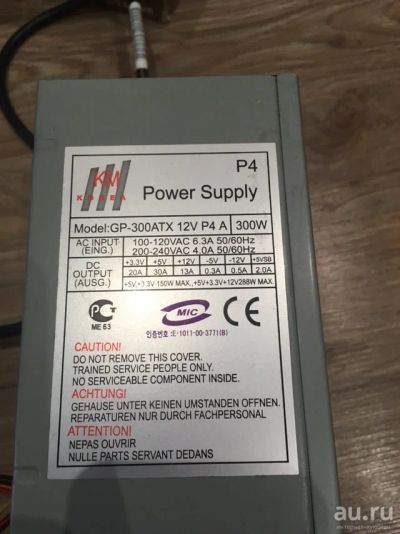 KM
KOREA
P4
Power Supply
Model:GP-300ATX 12V P4 A 300W
AC INPUT (EING.) 100-120VAC 6.3A 50/60Hz
200-240VAC 4.0A 50/60Hz
DC OUTPUT (AUSG.) +3.3V +5V +12V -5V -12V +5VSB
20A 30A 13A 0.3A 0.5A 2.0A
+5V,+3.3V 150W MAX.,+5V+3.3V+12V288W MAX.
РСТ
ME 63
MIC
인증번호 :E-1011-00-3771(B)
CE
CAUTION!
DO NOT REMOVE THIS COVER.
TRAINED SERVICE PEOPLE ONLY.
NO SERVICEABLE COMPONENT INSIDE.
ACHTUNG!
GEHAUSE UNTER KEINEN UMSTANDEN OFFNEN.
REPARATUREN NUR DURCH FACHPERSONAL
ATTENTION!
NEPAS OUVRIR
NULLE PARTS SERVANT DEDANS
au.ru
интернет-аукцион